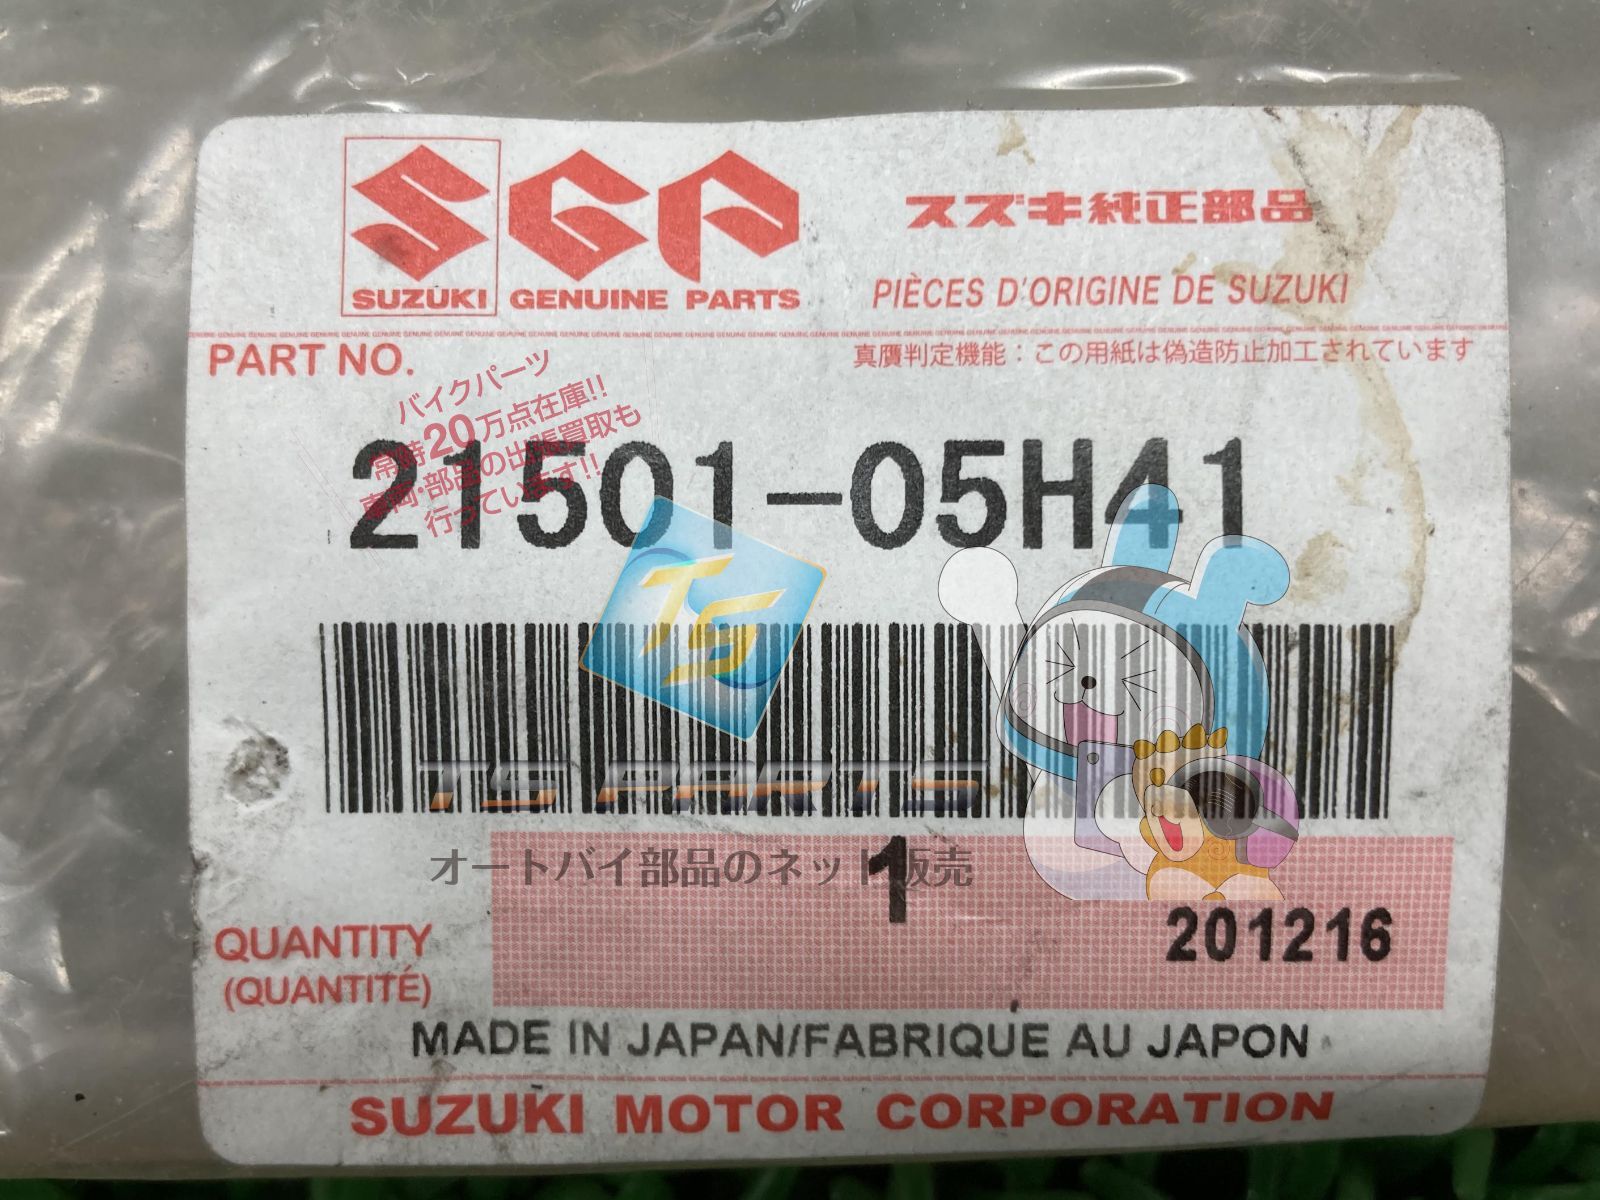 SUZUKI
SGP
GENUINE PARTS
スズキ純正部品
PIÈCES D'ORIGINE DE SUZUKI
PART NO.
真贋判定機能：この用紙は偽造防止加工されています
バイクパーツ
常時20万点在庫!!
車両・部品の出張買取も
行っています!!
21501-05H41
TS
TS PARTS
オートバイ部品のネット販売
1
201216
QUANTITY
(QUANTITÉ)
MADE IN JAPAN/FABRIQUE AU JAPON
SUZUKI MOTOR CORPORATION